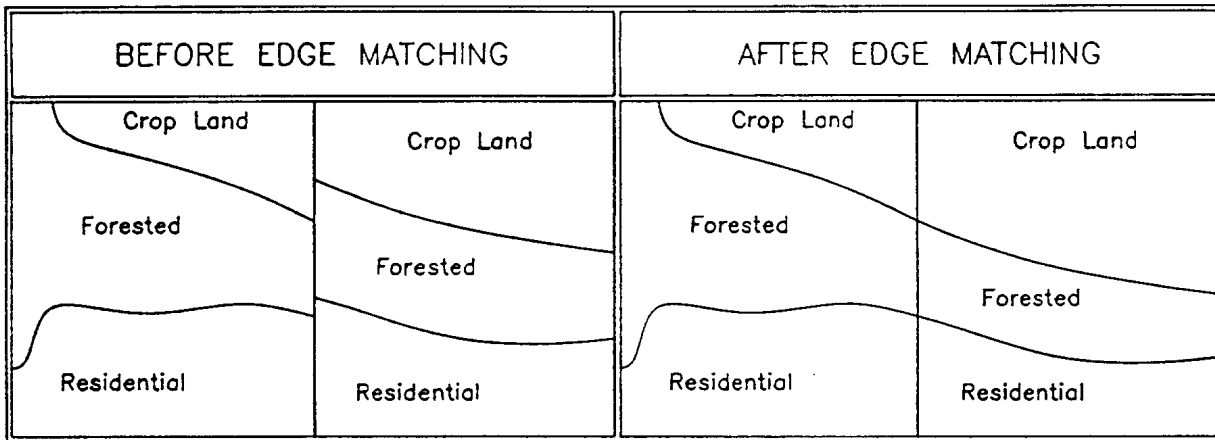 BEFORE EDGE MATCHING
AFTER EDGE MATCHING
Crop Land
Crop Land
Forested
Forested
Residential
Residential
Crop Land
Crop Land
Forested
Forested
Residential
Residential